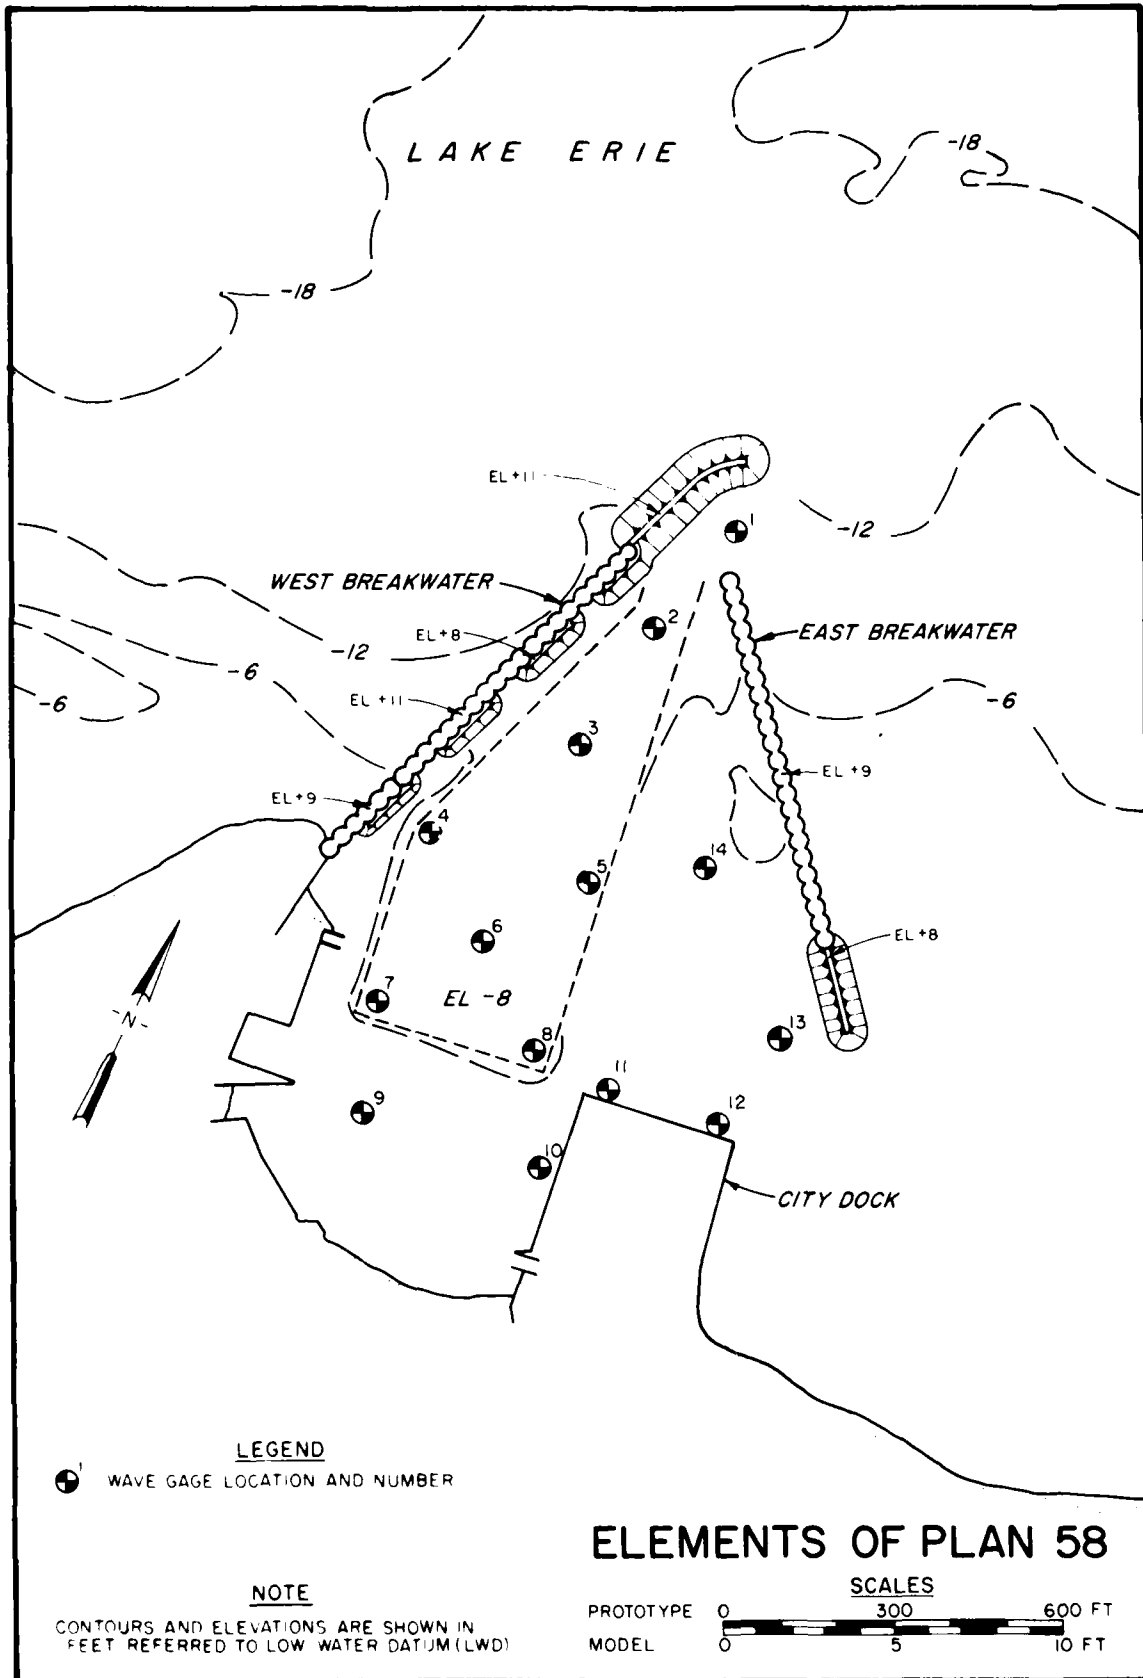 LAKE ERIE
-18
-18
EL +11
1
-12
WEST BREAKWATER
2
EL +8
EAST BREAKWATER
-12
-6
EL +11
-6
-6
3
EL +9
EL +9
4
14
5
6
EL +8
-N-
7
EL -8
8
13
11
9
12
10
CITY DOCK
LEGEND
1
WAVE GAGE LOCATION AND NUMBER
ELEMENTS OF PLAN 58
NOTE
CONTOURS AND ELEVATIONS ARE SHOWN IN
FEET REFERRED TO LOW WATER DATUM (LWD)
SCALES
PROTOTYPE 0 300 600 FT
MODEL 0 5 10 FT